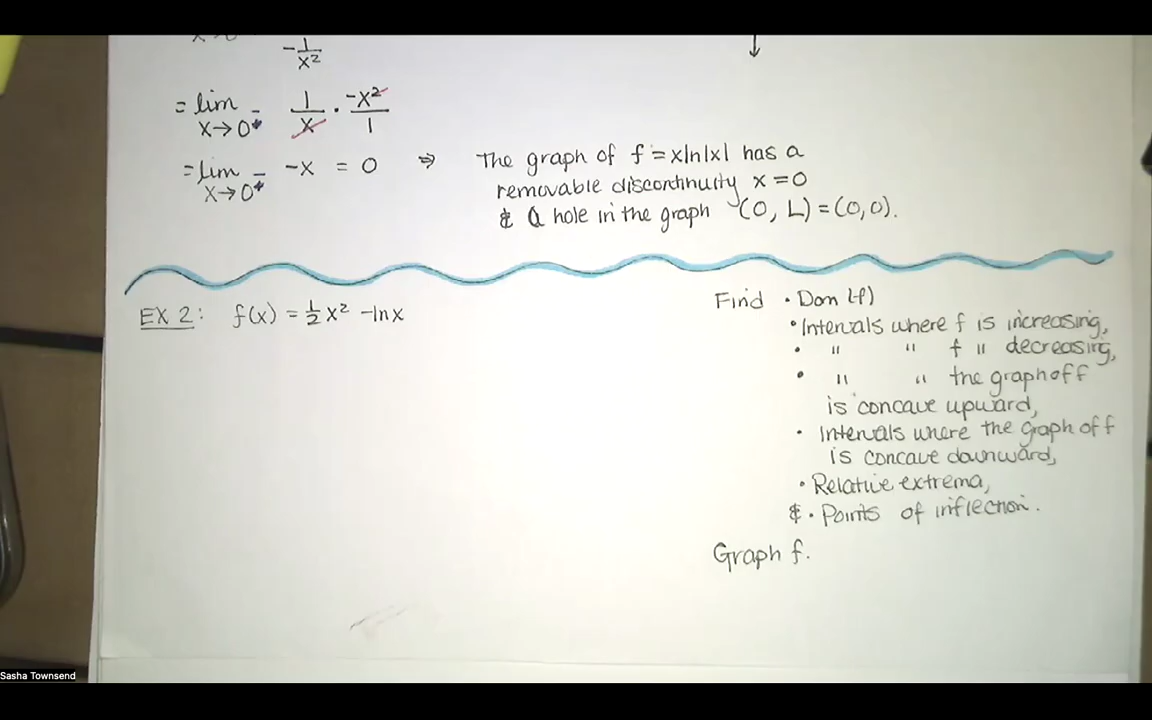 -1/x²
= lim x→0⁻ 1/x · -x²/1
= lim x→0⁻ -x = 0 ⇒ The graph of f = xln|x| has a
removable discontinuity x = 0
& a hole in the graph (0, L) = (0,0).
EX 2: f(x) = ½x² - lnx
Find • Dom (f)
• Intervals where f is increasing,
• " " f " decreasing,
• " " the graph of f
is concave upward,
• Intervals where the graph of f
is concave downward,
• Relative extrema,
& • Points of inflection.
Graph f.
Sasha Townsend